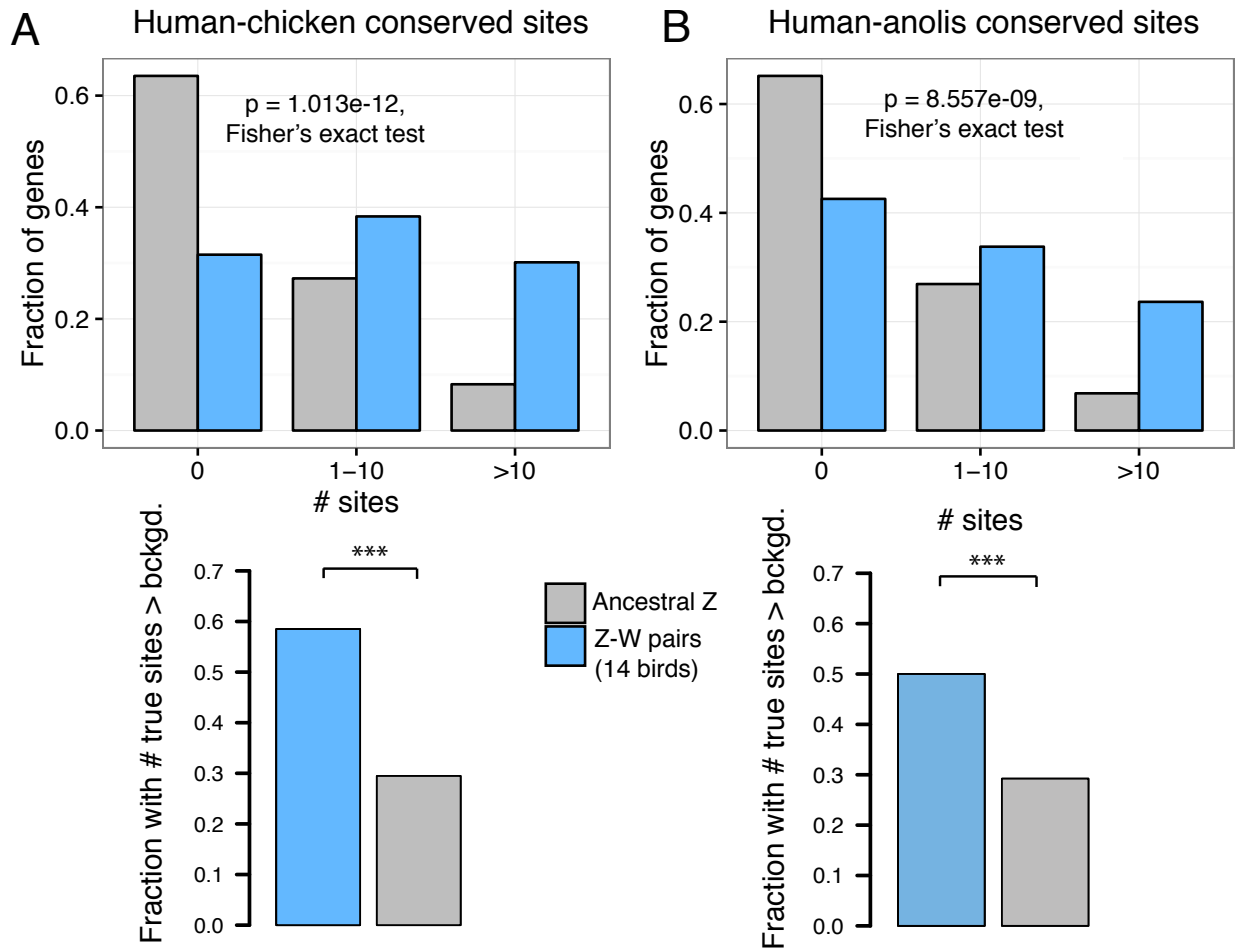 A
Human-chicken conserved sites
p = 1.013e-12,
Fisher's exact test
Fraction of genes
0.6
0.4
0.2
0.0
0
1–10
>10
# sites
B
Human-anolis conserved sites
p = 8.557e-09,
Fisher's exact test
Fraction of genes
0.6
0.4
0.2
0.0
0
1–10
>10
# sites
Fraction with # true sites > bckgd.
0.7
0.6
0.5
0.4
0.3
0.2
0.1
0.0
***
Ancestral Z
Z-W pairs
(14 birds)
Fraction with # true sites > bckgd.
0.7
0.6
0.5
0.4
0.3
0.2
0.1
0.0
***